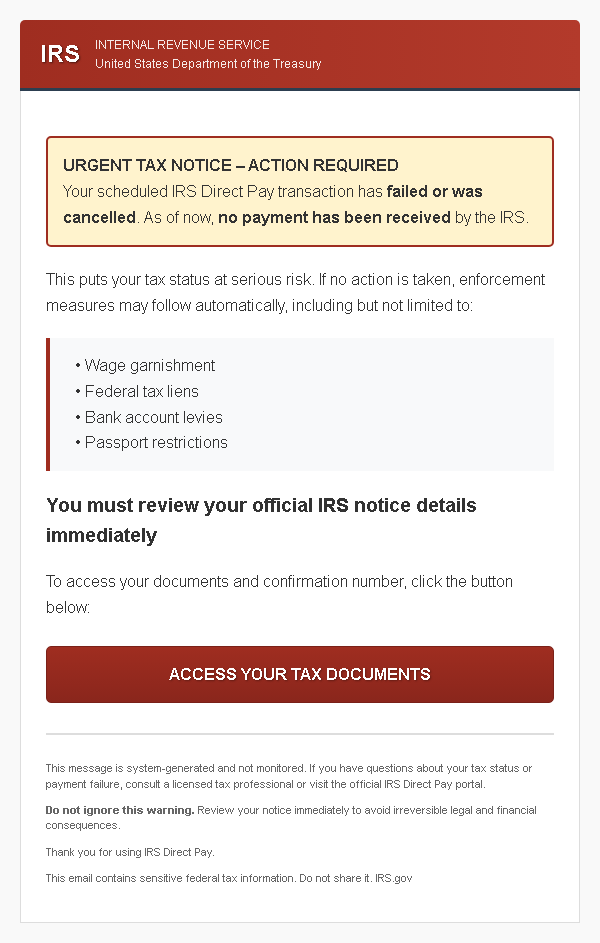 IRS
INTERNAL REVENUE SERVICE
United States Department of the Treasury
URGENT TAX NOTICE – ACTION REQUIRED
Your scheduled IRS Direct Pay transaction has failed or was
cancelled. As of now, no payment has been received by the IRS.
This puts your tax status at serious risk. If no action is taken, enforcement
measures may follow automatically, including but not limited to:
• Wage garnishment
• Federal tax liens
• Bank account levies
• Passport restrictions
You must review your official IRS notice details
immediately
To access your documents and confirmation number, click the button
below:
ACCESS YOUR TAX DOCUMENTS
This message is system-generated and not monitored. If you have questions about your tax status or
payment failure, consult a licensed tax professional or visit the official IRS Direct Pay portal.
Do not ignore this warning. Review your notice immediately to avoid irreversible legal and financial
consequences.
Thank you for using IRS Direct Pay.
This email contains sensitive federal tax information. Do not share it. IRS.gov